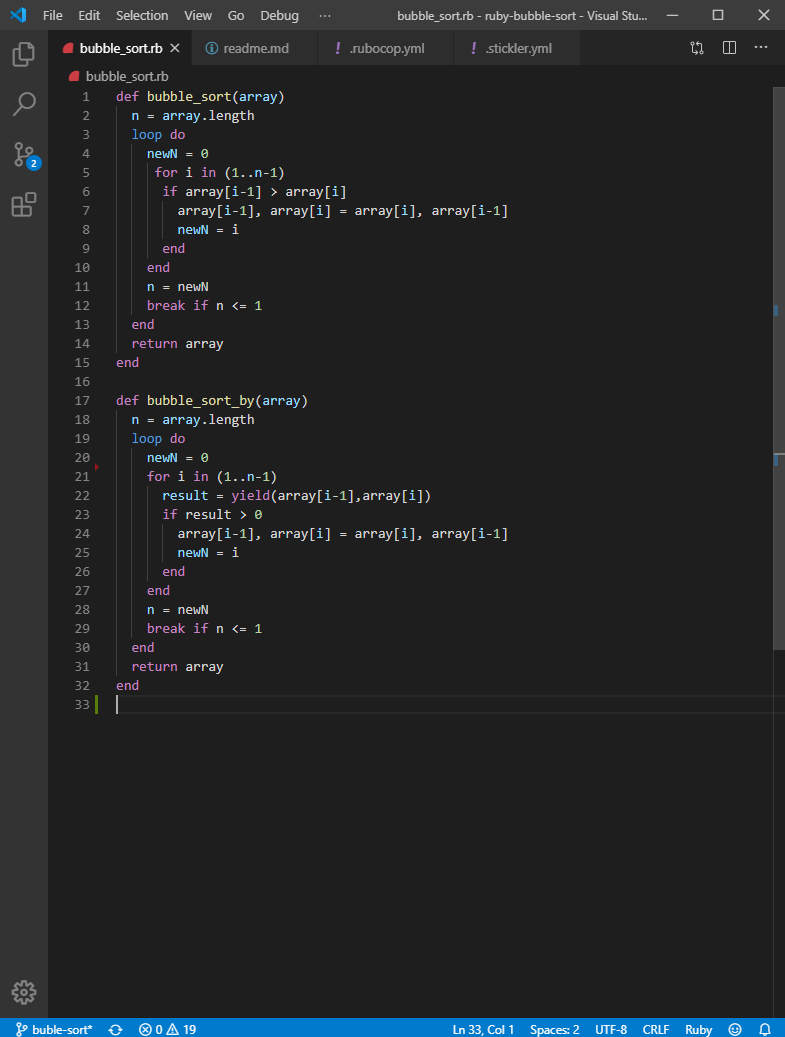 File Edit Selection View Go Debug ··· bubble_sort.rb - ruby-bubble-sort - Visual Stu...
bubble_sort.rb readme.md ! .rubocop.yml ! .stickler.yml ···
bubble_sort.rb
1 def bubble_sort(array)
2   n = array.length
3   loop do
4     newN = 0
5      for i in (1..n-1)
6       if array[i-1] > array[i]
7         array[i-1], array[i] = array[i], array[i-1]
8         newN = i
9       end
10     end
11     n = newN
12     break if n <= 1
13   end
14   return array
15 end
16
17 def bubble_sort_by(array)
18   n = array.length
19   loop do
20     newN = 0
21     for i in (1..n-1)
22       result = yield(array[i-1],array[i])
23       if result > 0
24         array[i-1], array[i] = array[i], array[i-1]
25         newN = i
26       end
27     end
28     n = newN
29     break if n <= 1
30   end
31   return array
32 end
33
2
buble-sort* 0 19 Ln 33, Col 1 Spaces: 2 UTF-8 CRLF Ruby